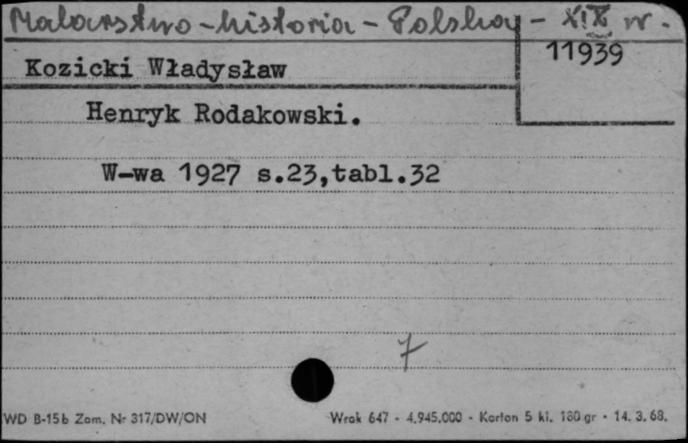 Malarstwo - historia - Polska - XIX w.
11939
Kozicki Władysław
Henryk Rodakowski.
W-wa 1927 s.23,tabl.32
7
WD B-15b Zam. Nr 317/DW/ON
Wrak 647 - 4.945.000 - Karton 5 kl. 180 gr - 14. 3. 68.